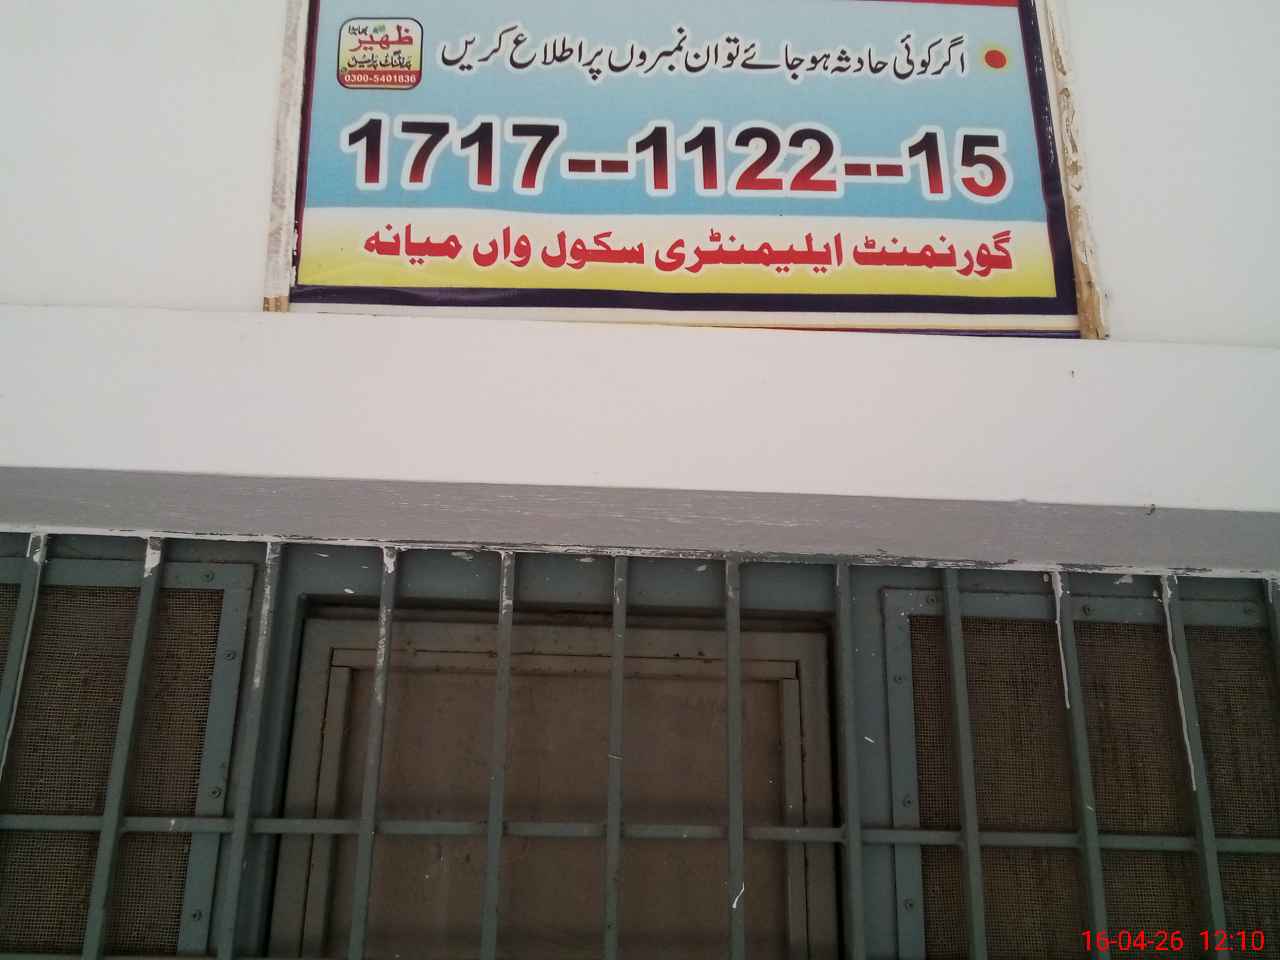 اگر کوئی حادثہ ہو جائے تو ان نمبروں پر اطلاع کریں
ظہیر
0300-5401836
1717--1122--15
گورنمنٹ ایلیمنٹری سکول واں میانہ
16-04-26 12:10